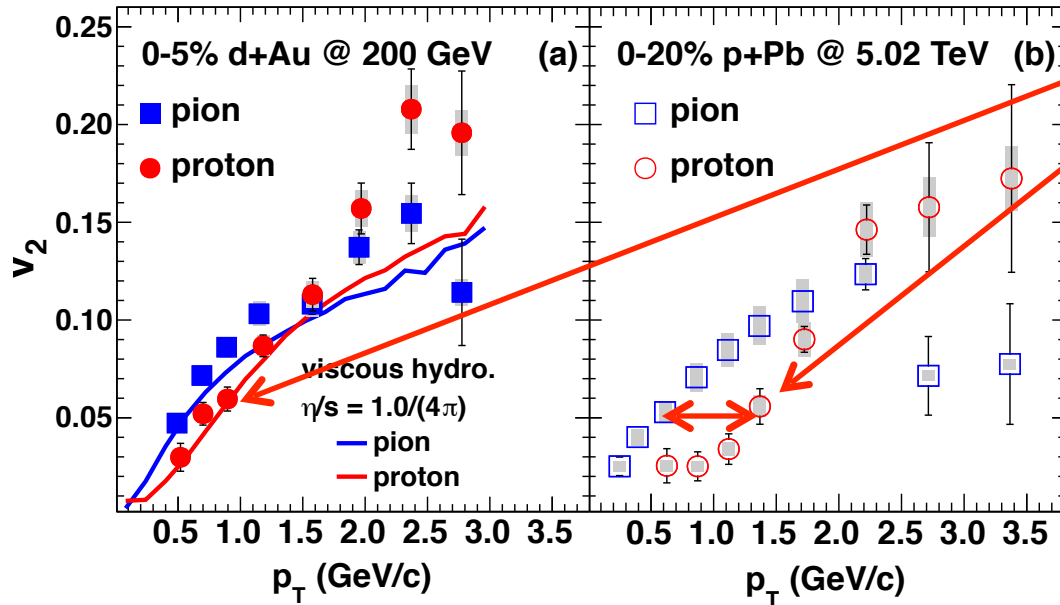 0-5% d+Au @ 200 GeV (a)
pion
proton
viscous hydro.
η/s = 1.0/(4π)
pion
proton
0.25
0.20
0.15
0.10
0.05
v2
0.5 1.0 1.5 2.0 2.5 3.0 3.5
pT (GeV/c)
0-20% p+Pb @ 5.02 TeV (b)
pion
proton
0.5 1.0 1.5 2.0 2.5 3.0 3.5
pT (GeV/c)